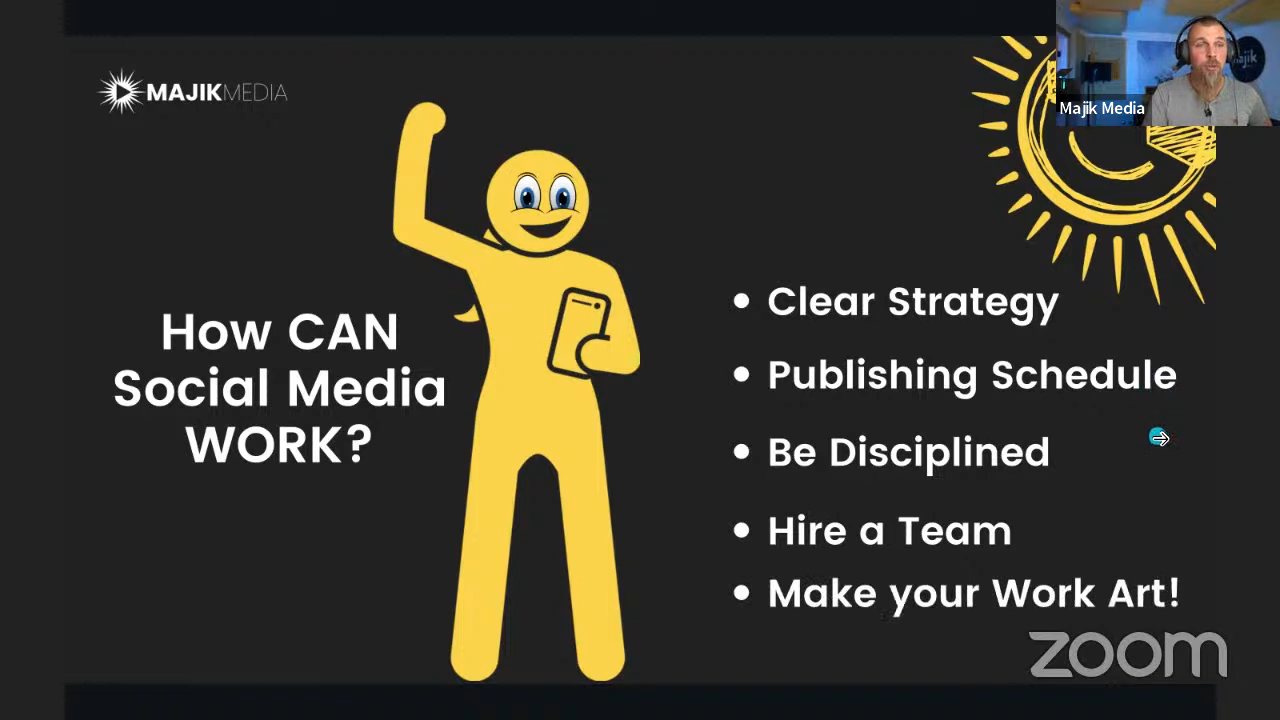 MAJIKMEDIA
majik
Majik Media
How CAN
Social Media
WORK?
• Clear Strategy
• Publishing Schedule
• Be Disciplined
• Hire a Team
• Make your Work Art!
zoom